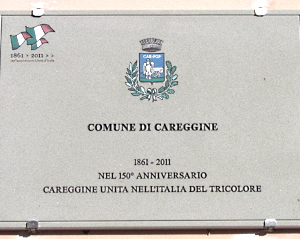 1861 > 2011 > >
COMUNE DI CAREGGINE
1861 - 2011
NEL 150° ANNIVERSARIO
CAREGGINE UNITA NELL'ITALIA DEL TRICOLORE